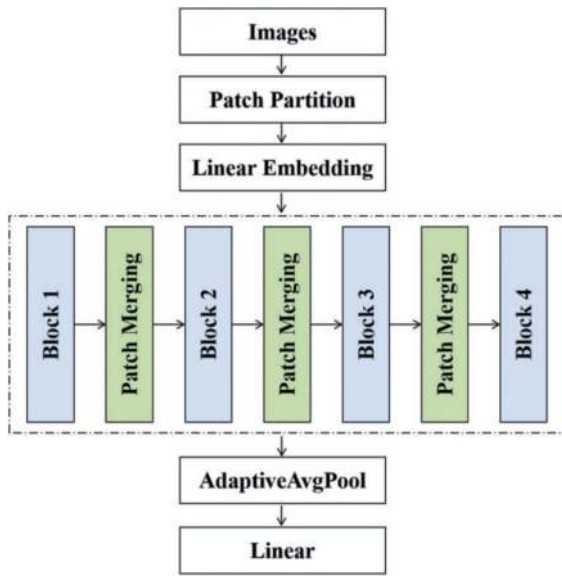 Images
Patch Partition
Linear Embedding
Block 1
Patch Merging
Block 2
Patch Merging
Block 3
Patch Merging
Block 4
AdaptiveAvgPool
Linear